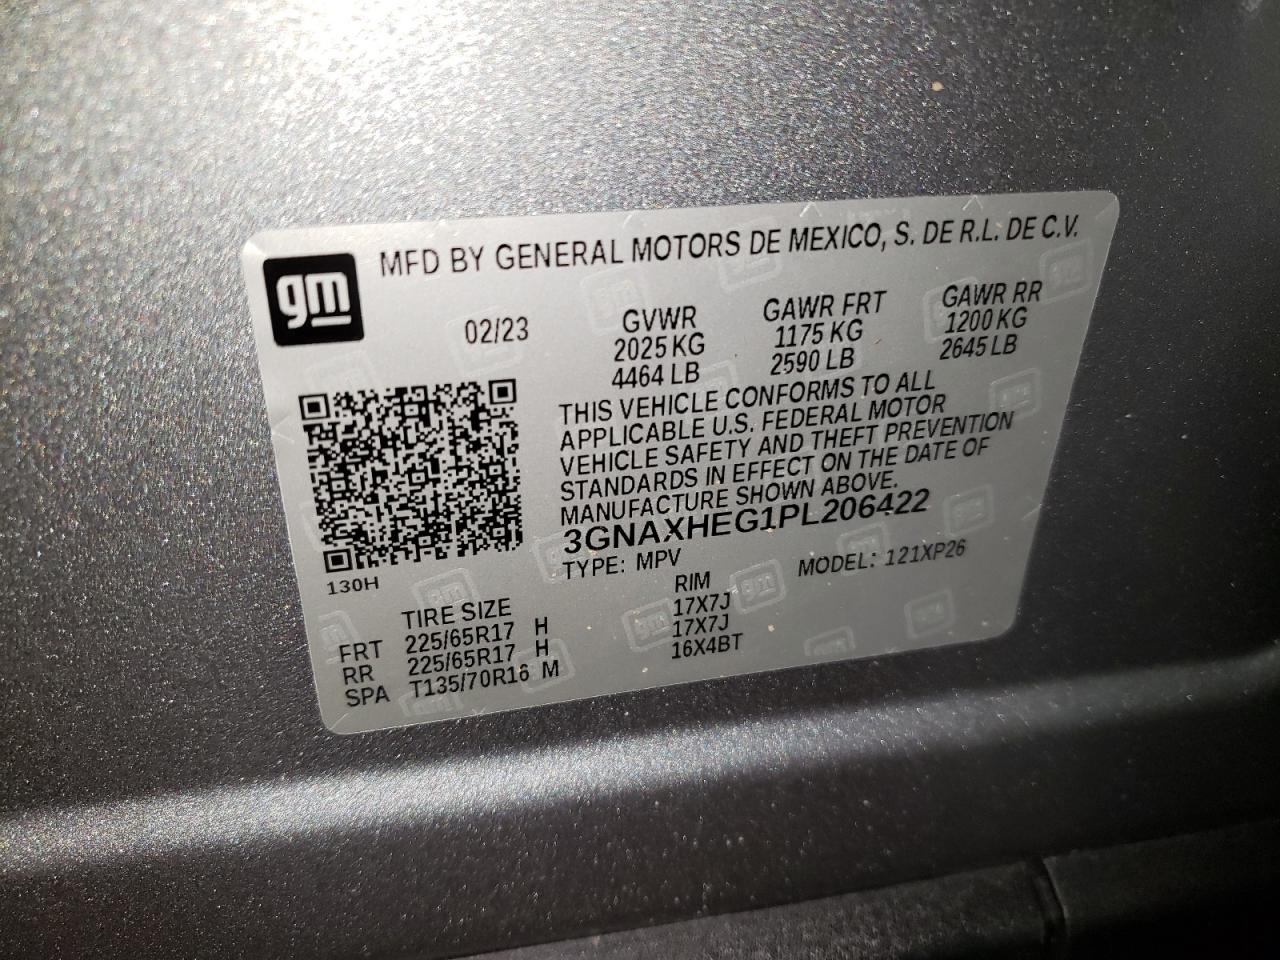 gm
MFD BY GENERAL MOTORS DE MEXICO, S. DE R.L. DE C.V.
02/23
GVWR
2025 KG
4464 LB
GAWR FRT
1175 KG
2590 LB
GAWR RR
1200 KG
2645 LB
THIS VEHICLE CONFORMS TO ALL
APPLICABLE U.S. FEDERAL MOTOR
VEHICLE SAFETY AND THEFT PREVENTION
STANDARDS IN EFFECT ON THE DATE OF
MANUFACTURE SHOWN ABOVE.
3GNAXHEG1PL206422
TYPE: MPV MODEL: 121XP26
130H
TIRE SIZE RIM
FRT 225/65R17 H 17X7J
RR 225/65R17 H 17X7J
SPA T135/70R16 M 16X4BT